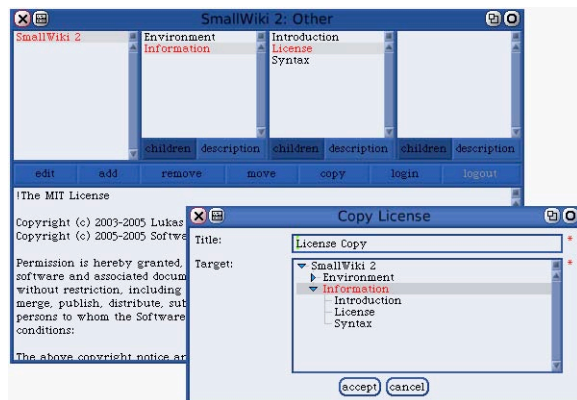 SmallWiki 2: Other
SmallWiki 2
Environment
Information
Introduction
License
Syntax
children description children description children description
edit add remove move copy login logout
!The MIT License
Copyright (c) 2003-2005 Lukas
Copyright (c) 2005-2005 Softwa
Permission is hereby granted,
software and associated docum
without restriction, including
merge, publish, distribute, sub
persons to whom the Software
conditions:
The above copyright notice an
Copy License
Title: License Copy *
Target: SmallWiki 2 *
Environment
Information
Introduction
License
Syntax
accept cancel